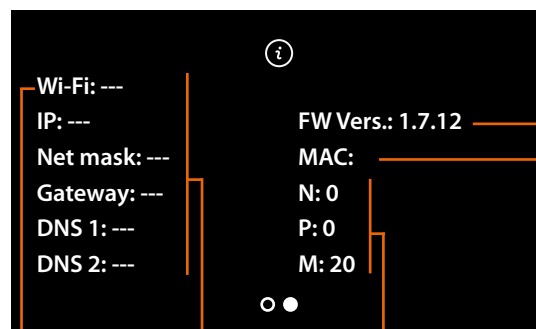 i
Wi-Fi: ---
IP: ---
Net mask: ---
Gateway: ---
DNS 1: ---
DNS 2: ---
FW Vers.: 1.7.12
MAC:
N: 0
P: 0
M: 20